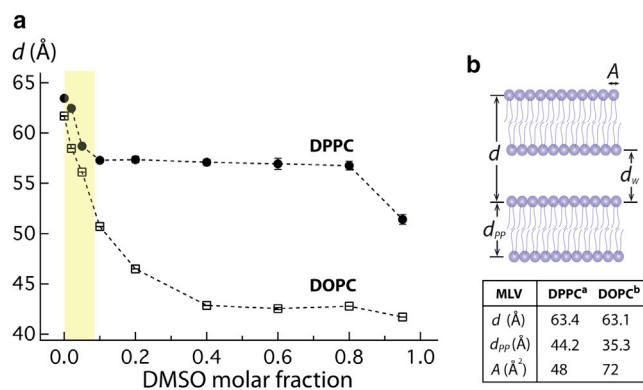 a
d (Å)
65
60
55
50
45
40
DPPC
DOPC
0.0 0.2 0.4 0.6 0.8 1.0
DMSO molar fraction
b
A
d
d_W
d_PP
MLV DPPC^a DOPC^b
d (Å) 63.4 63.1
d_PP (Å) 44.2 35.3
A (Å²) 48 72